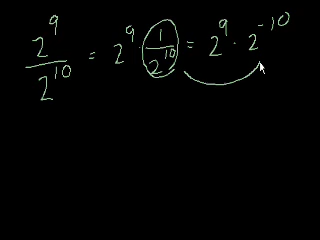 2^9 / 2^10 = 2^9 · 1 / 2^10 = 2^9 · 2^-10